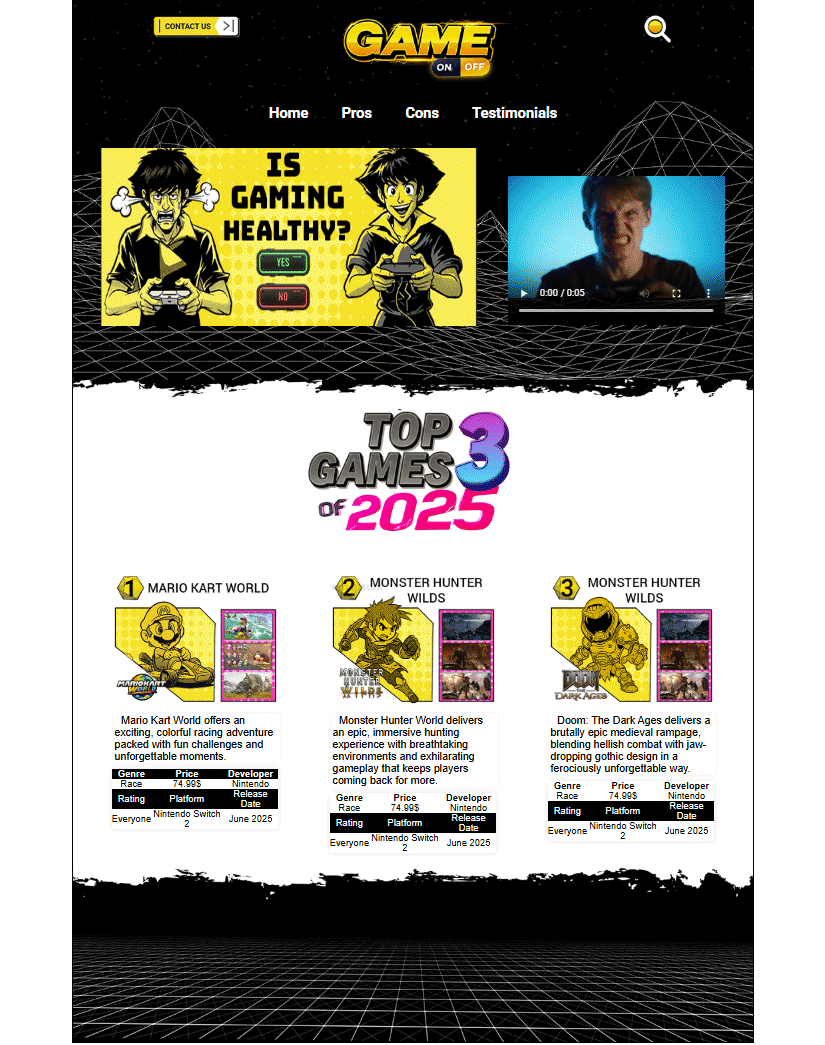 CONTACT US
GAME
ON OFF
Home Pros Cons Testimonials
IS
GAMING
HEALTHY?
YES
NO
0:00 / 0:05
TOP 3
GAMES
OF 2025
1 MARIO KART WORLD
2 MONSTER HUNTER
WILDS
3 MONSTER HUNTER
WILDS
MARIOKART
WORLD
MONSTER
HUNTER
WILDS
DOOM
THE
DARK AGES
Mario Kart World offers an
exciting, colorful racing adventure
packed with fun challenges and
unforgettable moments.
Genre Price Developer
Race 74.99$ Nintendo
Rating Platform Release
Date
Everyone Nintendo Switch
2 June 2025
Monster Hunter World delivers
an epic, immersive hunting
experience with breathtaking
environments and exhilarating
gameplay that keeps players
coming back for more.
Genre Price Developer
Race 74.99$ Nintendo
Rating Platform Release
Date
Everyone Nintendo Switch
2 June 2025
Doom: The Dark Ages delivers a
brutally epic medieval rampage,
blending hellish combat with jaw-
dropping gothic design in a
ferociously unforgettable way.
Genre Price Developer
Race 74.99$ Nintendo
Rating Platform Release
Date
Everyone Nintendo Switch
2 June 2025